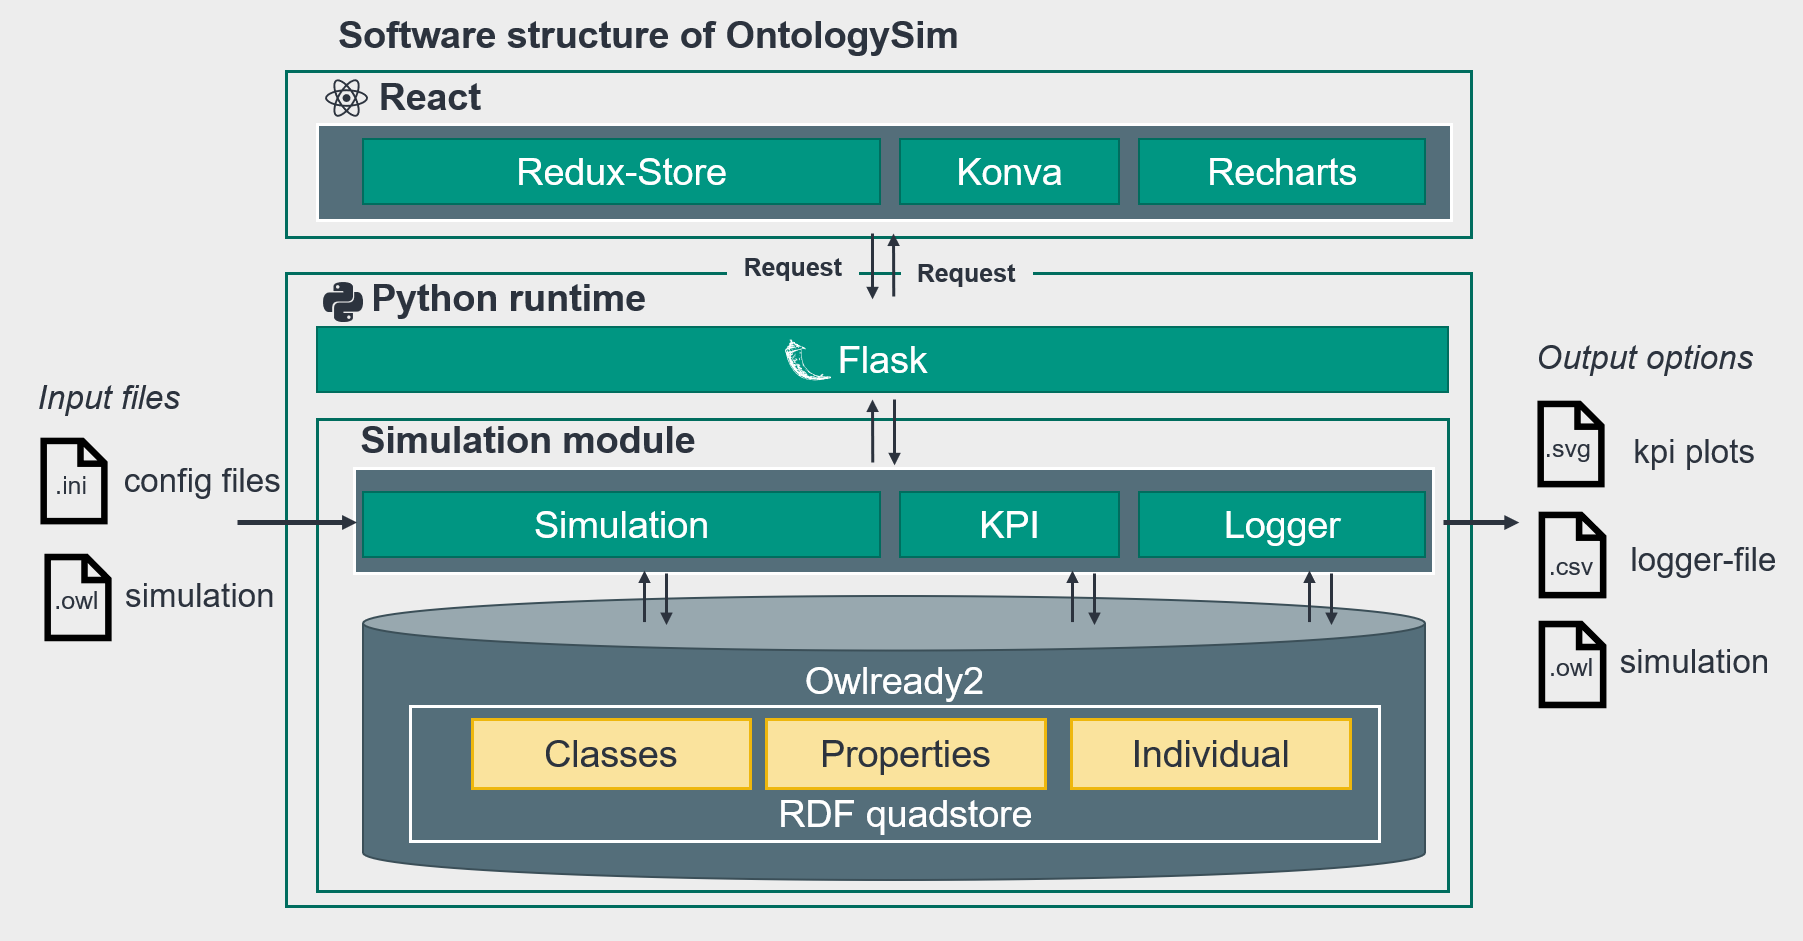 Software structure of OntologySim
React
Redux-Store
Konva
Recharts
Request
Request
Python runtime
Flask
Input files
.ini
config files
.owl
simulation
Simulation module
Simulation
KPI
Logger
Owlready2
Classes
Properties
Individual
RDF quadstore
Output options
.svg
kpi plots
.csv
logger-file
.owl
simulation